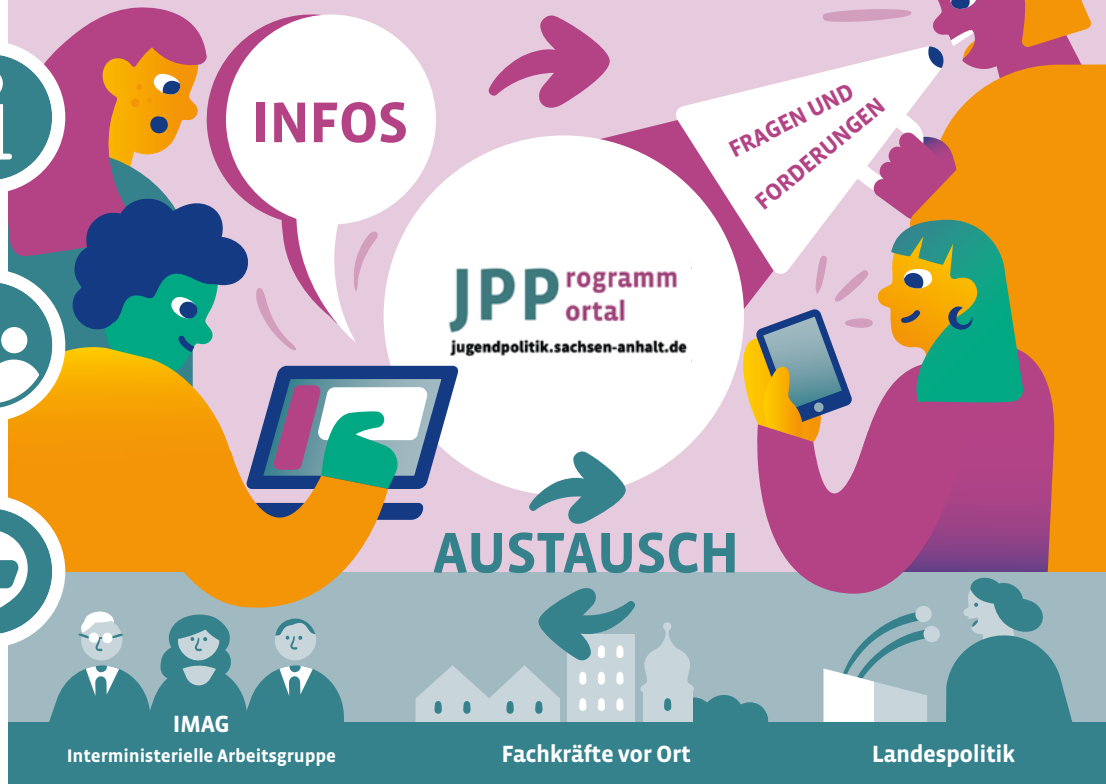 INFOS
FRAGEN UND
FORDERUNGEN
JPP
rogramm
ortal
jugendpolitik.sachsen-anhalt.de
AUSTAUSCH
IMAG
Interministerielle Arbeitsgruppe
Fachkräfte vor Ort
Landespolitik